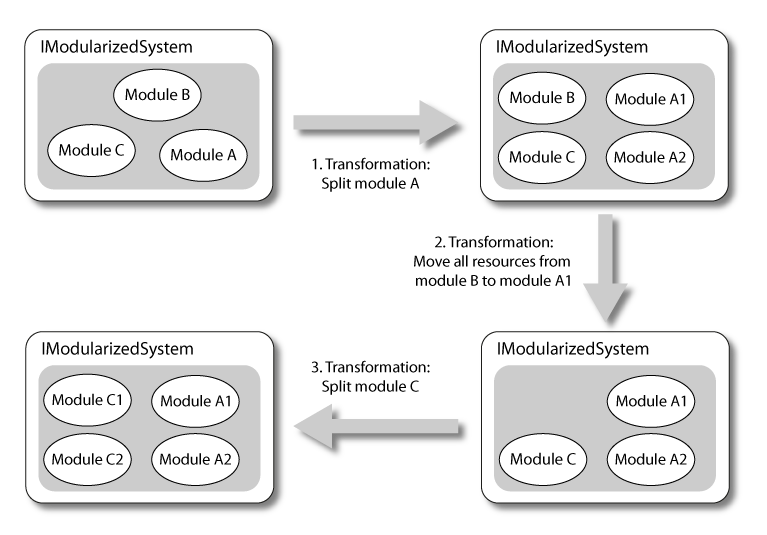 IModularizedSystem
Module B
Module C
Module A
1. Transformation:
Split module A
IModularizedSystem
Module B
Module A1
Module C
Module A2
2. Transformation:
Move all resources from
module B to module A1
IModularizedSystem
Module A1
Module C
Module A2
3. Transformation:
Split module C
IModularizedSystem
Module C1
Module A1
Module C2
Module A2